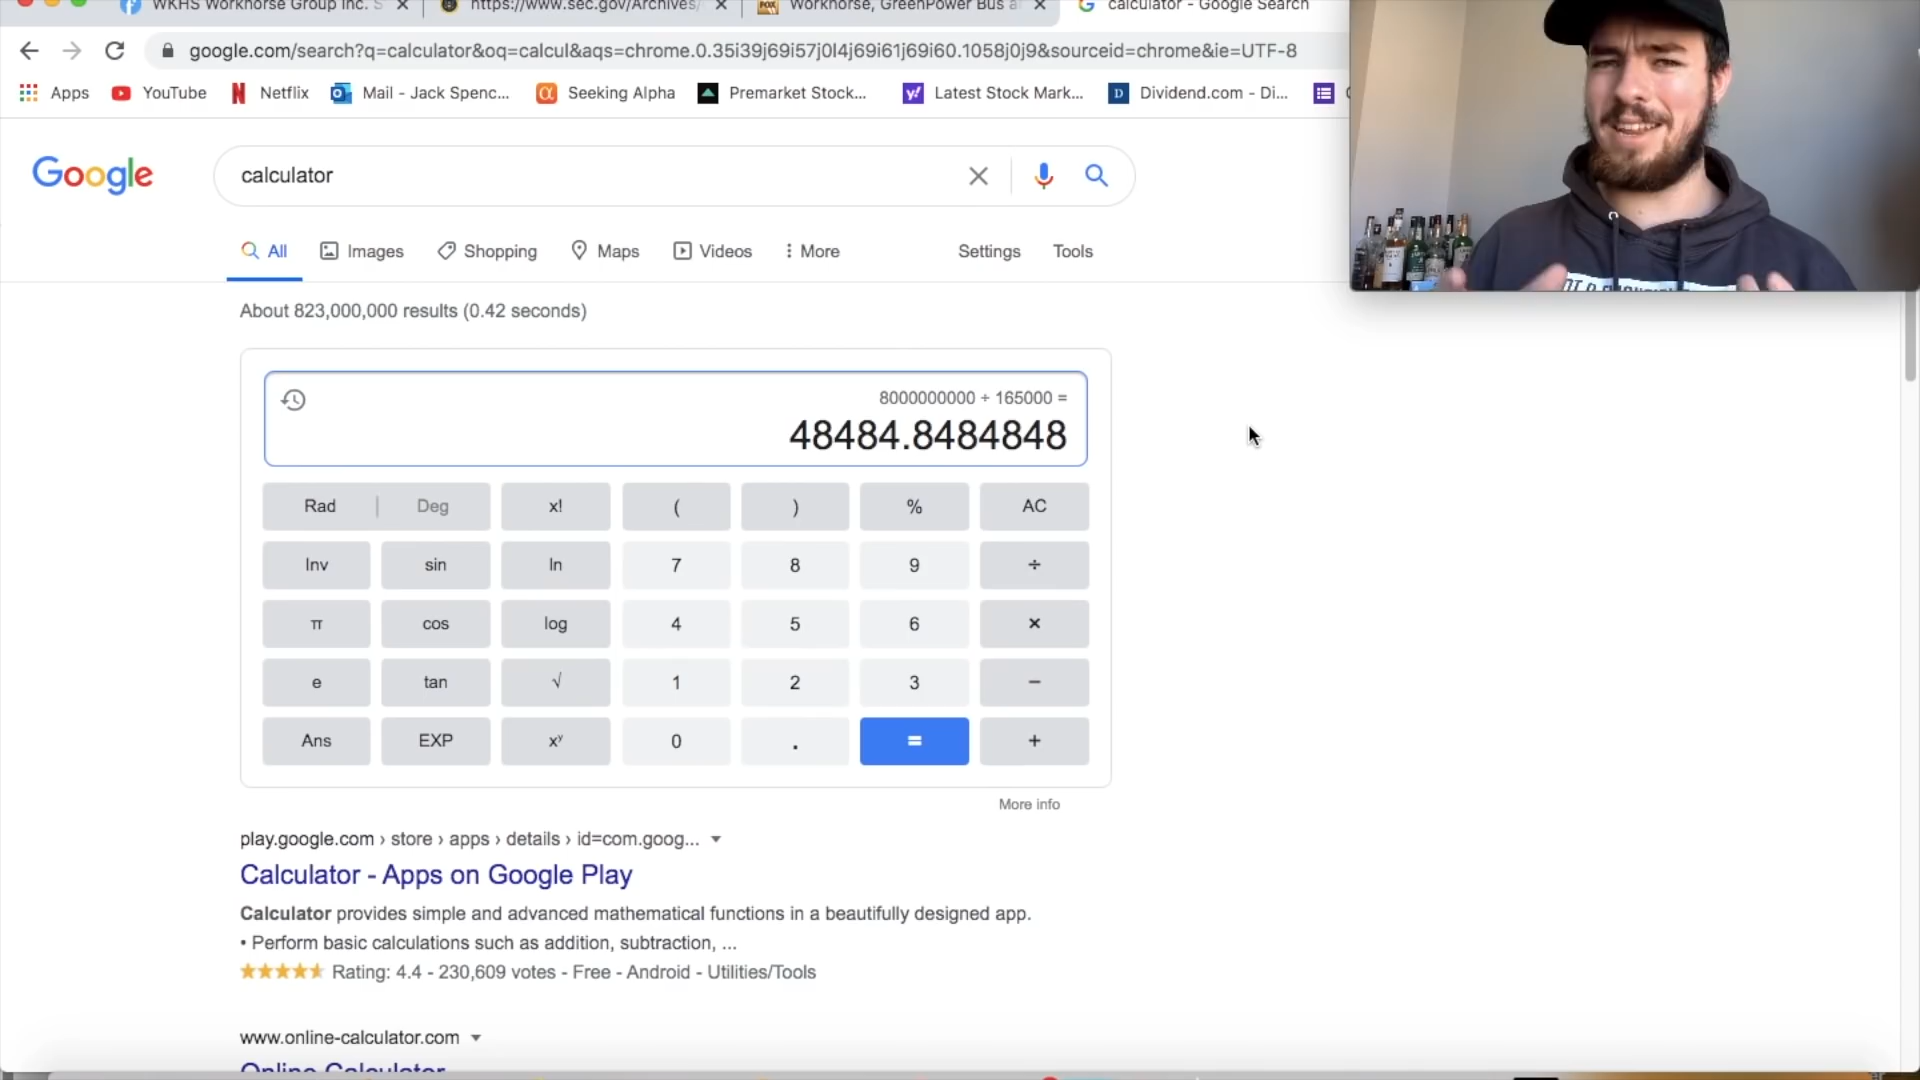 WKHS Workhorse Group Inc. S
https://www.sec.gov/Archives/
Workhorse, GreenPower Bus a
calculator - Google Search
google.com/search?q=calculator&oq=calcul&aqs=chrome.0.35i39j69i57j0l4j69i61j69i60.1058j0j9&sourceid=chrome&ie=UTF-8
Apps YouTube Netflix Mail - Jack Spenc... Seeking Alpha Premarket Stock... Latest Stock Mark... Dividend.com - Di...
Google
calculator
All Images Shopping Maps Videos More Settings Tools
About 823,000,000 results (0.42 seconds)
8000000000 ÷ 165000 =
48484.8484848
Rad | Deg x! ( ) % AC
Inv sin ln 7 8 9 ÷
π cos log 4 5 6 ×
e tan √ 1 2 3 −
Ans EXP xʸ 0 . = +
More info
play.google.com › store › apps › details › id=com.goog...
Calculator - Apps on Google Play
Calculator provides simple and advanced mathematical functions in a beautifully designed app.
• Perform basic calculations such as addition, subtraction, ...
Rating: 4.4 - 230,609 votes - Free - Android - Utilities/Tools
www.online-calculator.com
Online Calculator